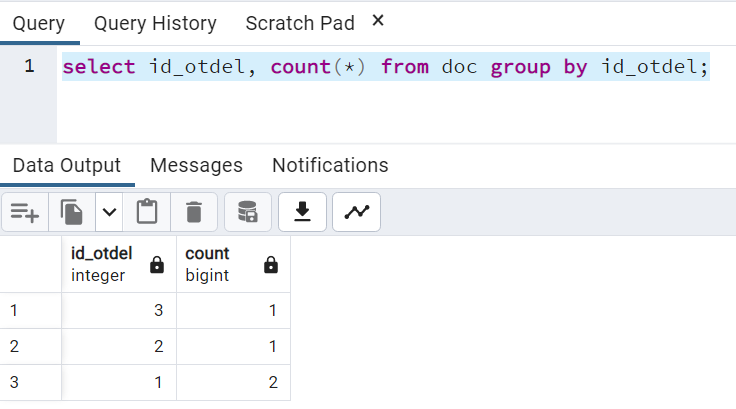 Query Query History Scratch Pad ×
1 select id_otdel, count(*) from doc group by id_otdel;
Data Output Messages Notifications
id_otdel count
integer bigint
1 3 1
2 2 1
3 1 2